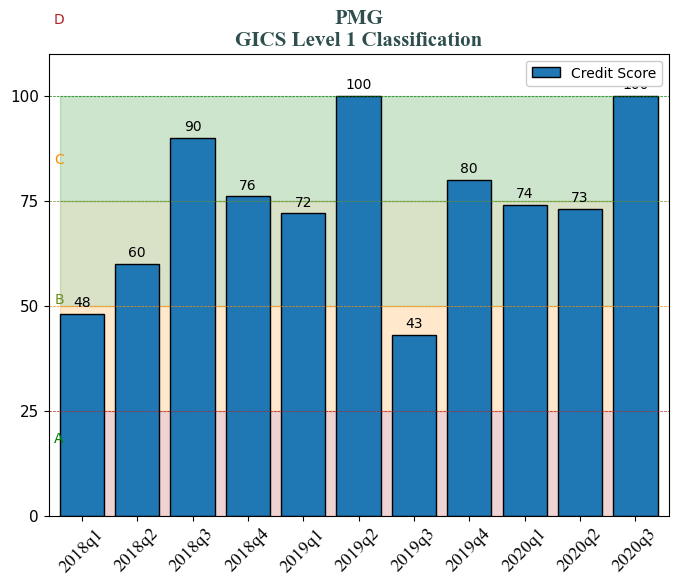 D
PMG
GICS Level 1 Classification
Credit Score
100
100
90
C
80
76
75
74
73
72
60
B
50
48
43
25
A
0
2018q1
2018q2
2018q3
2018q4
2019q1
2019q2
2019q3
2019q4
2020q1
2020q2
2020q3